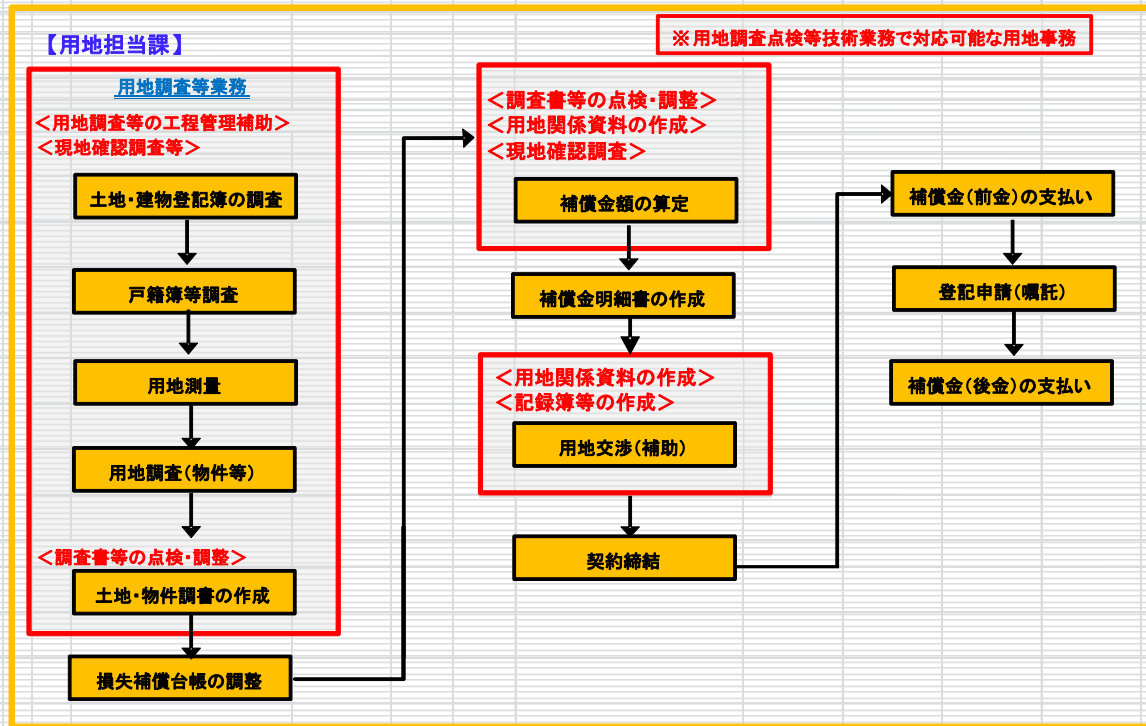 【用地担当課】
※用地調査点検等技術業務で対応可能な用地事務
用地調査等業務
＜用地調査等の工程管理補助＞
＜現地確認調査等＞
土地・建物登記簿の調査
戸籍簿等調査
用地測量
用地調査（物件等）
＜調査書等の点検・調整＞
土地・物件調書の作成
損失補償台帳の調整
＜調査書等の点検・調整＞
＜用地関係資料の作成＞
＜現地確認調査＞
補償金額の算定
補償金明細書の作成
＜用地関係資料の作成＞
＜記録簿等の作成＞
用地交渉（補助）
契約締結
補償金（前金）の支払い
登記申請（嘱託）
補償金（後金）の支払い